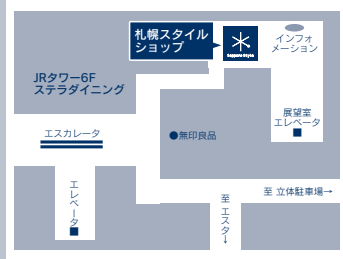 札幌スタイル
ショップ
Sapporo Style
インフォ
メーション
JRタワー6F
ステラダイニング
展望室
エレベータ
エスカレータ
●無印良品
エレベータ
至 立体駐車場→
至 エスタ→